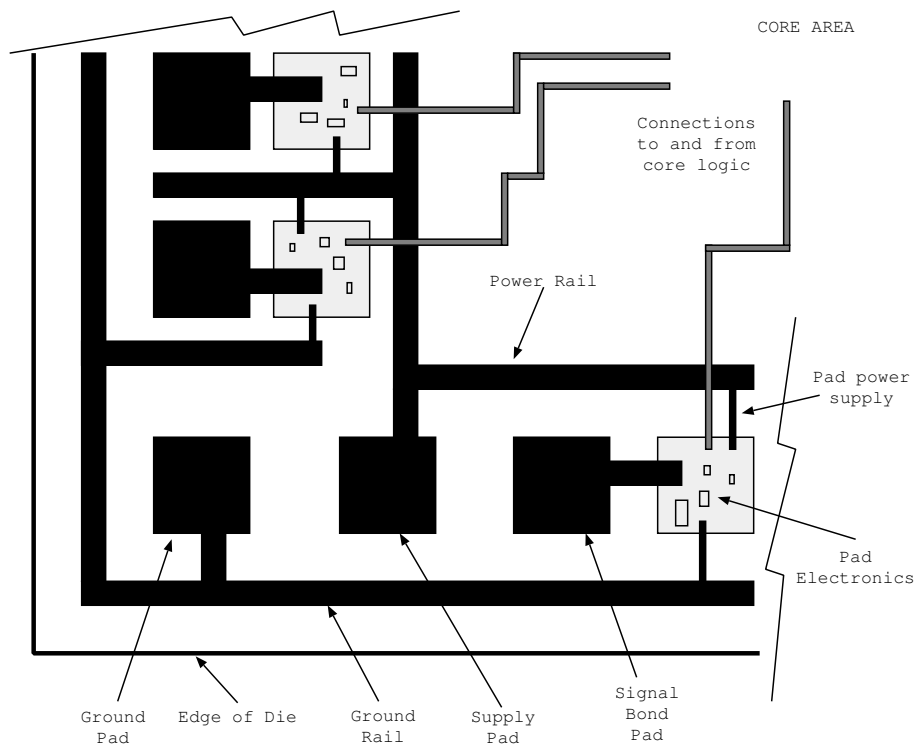 CORE AREA
Connections
to and from
core logic
Power Rail
Pad power
supply
Pad
Electronics
Signal
Bond
Pad
Ground
Pad
Edge of Die
Ground
Rail
Supply
Pad